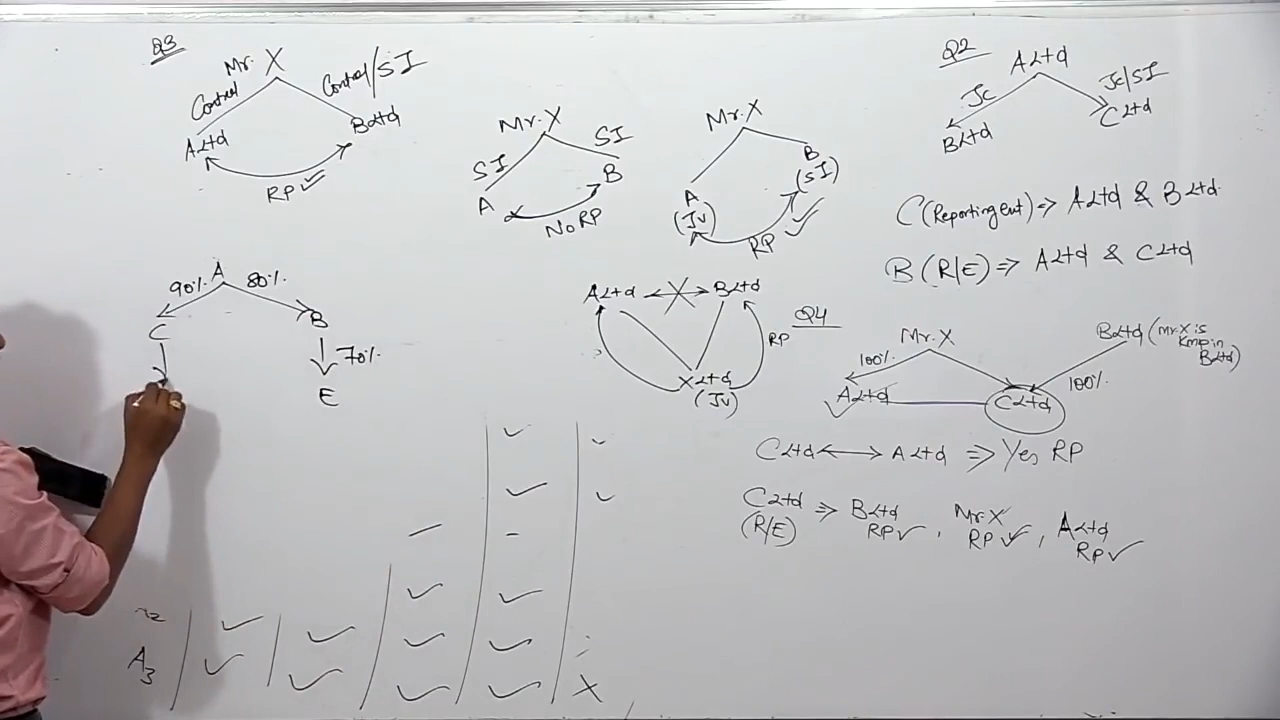 Q3
Mr. X
Control
Control/SI
A Ltd
B Ltd
RP ✓
Mr. X
SI
SI
A
B
No RP
Mr. X
A
(JV)
B
(SI)
RP ✓
Q2
A Ltd
Jc
Jc/SI
B Ltd
C Ltd
C (Reporting ent) => A Ltd & B Ltd.
B (R/E) => A Ltd & C Ltd
A
90%
80%
C
B
70%
E
A Ltd
B Ltd
X Ltd
(JV)
RP
Q4
Mr. X
B Ltd (Mr. X is
Kmp in
B Ltd)
100%
100%
A Ltd
C Ltd
C Ltd ↔ A Ltd => Yes RP
C Ltd => B Ltd, Mr. X, A Ltd
(R/E) RP ✓ RP ✓ RP ✓
✓ ✓
✓ ✓
– –
✓ ✓
✓ ✓ ✓ ✓
A3 ✓ ✓ ✓ ✓ X